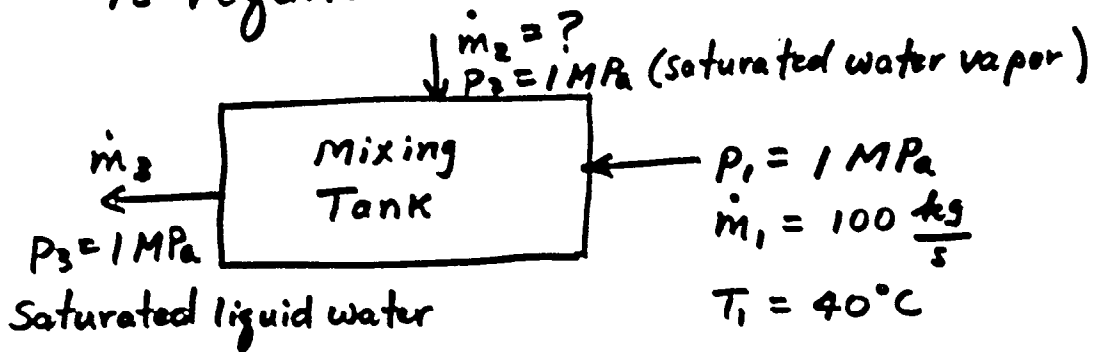 ṁ₂ = ?
P₂ = 1 MPa (saturated water vapor)
ṁ₃
Mixing
Tank
P₃ = 1 MPa
Saturated liquid water
P₁ = 1 MPa
ṁ₁ = 100 kg/s
T₁ = 40°C